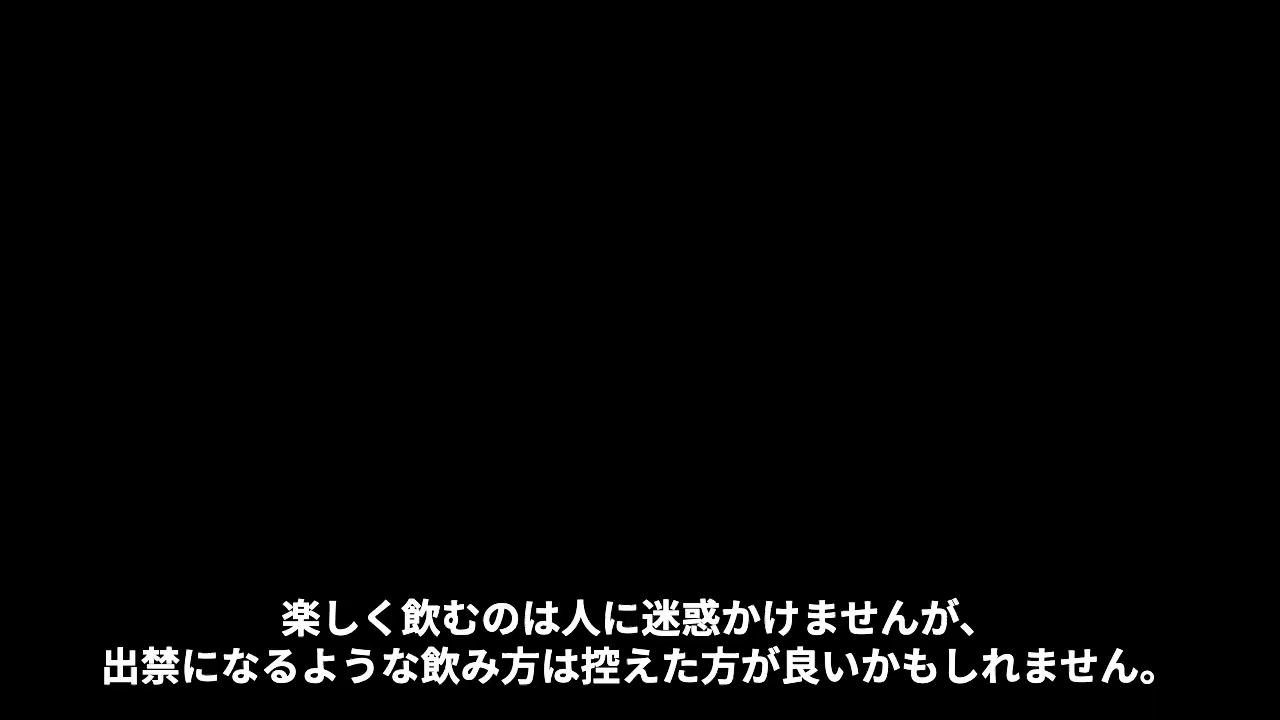 楽しく飲むのは人に迷惑かけませんが、
出禁になるような飲み方は控えた方が良いかもしれません。